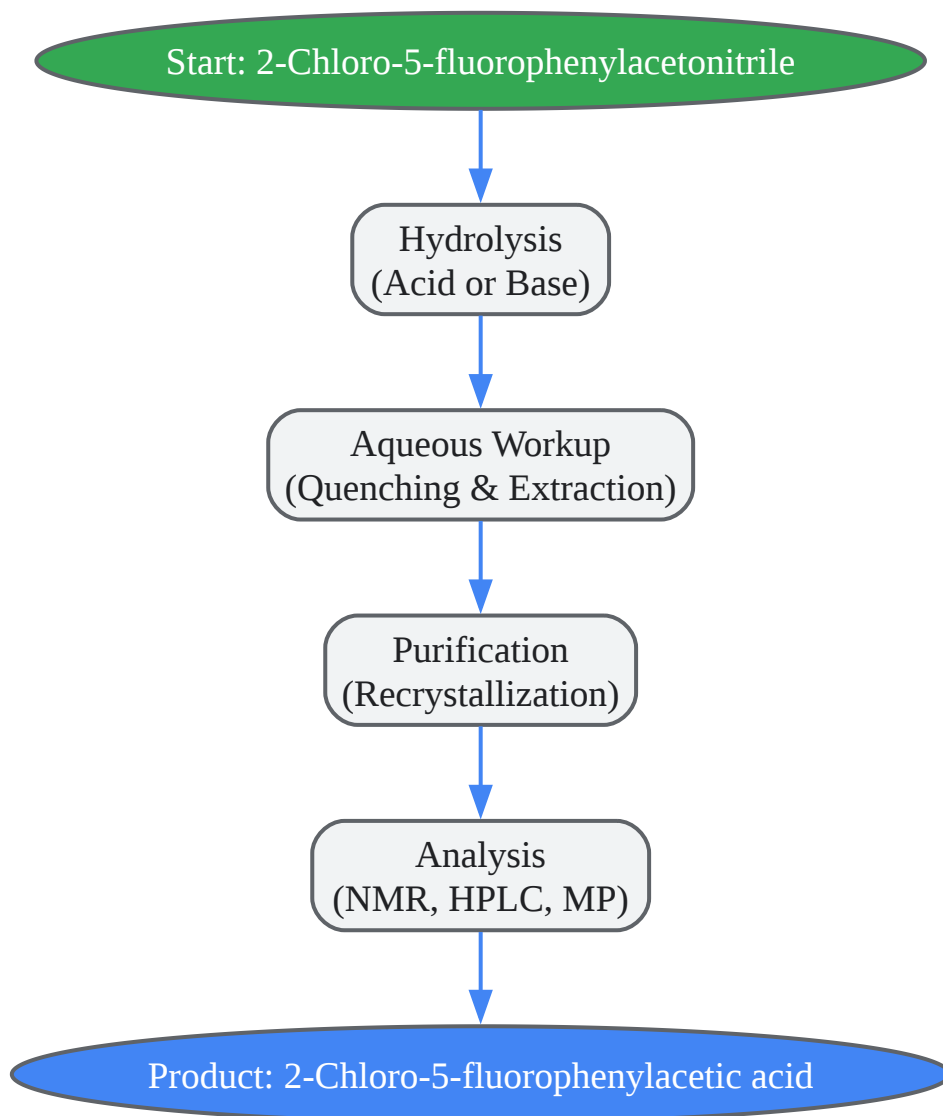 Start: 2-Chloro-5-fluorophenylacetonitrile
Hydrolysis
(Acid or Base)
Aqueous Workup
(Quenching & Extraction)
Purification
(Recrystallization)
Analysis
(NMR, HPLC, MP)
Product: 2-Chloro-5-fluorophenylacetic acid